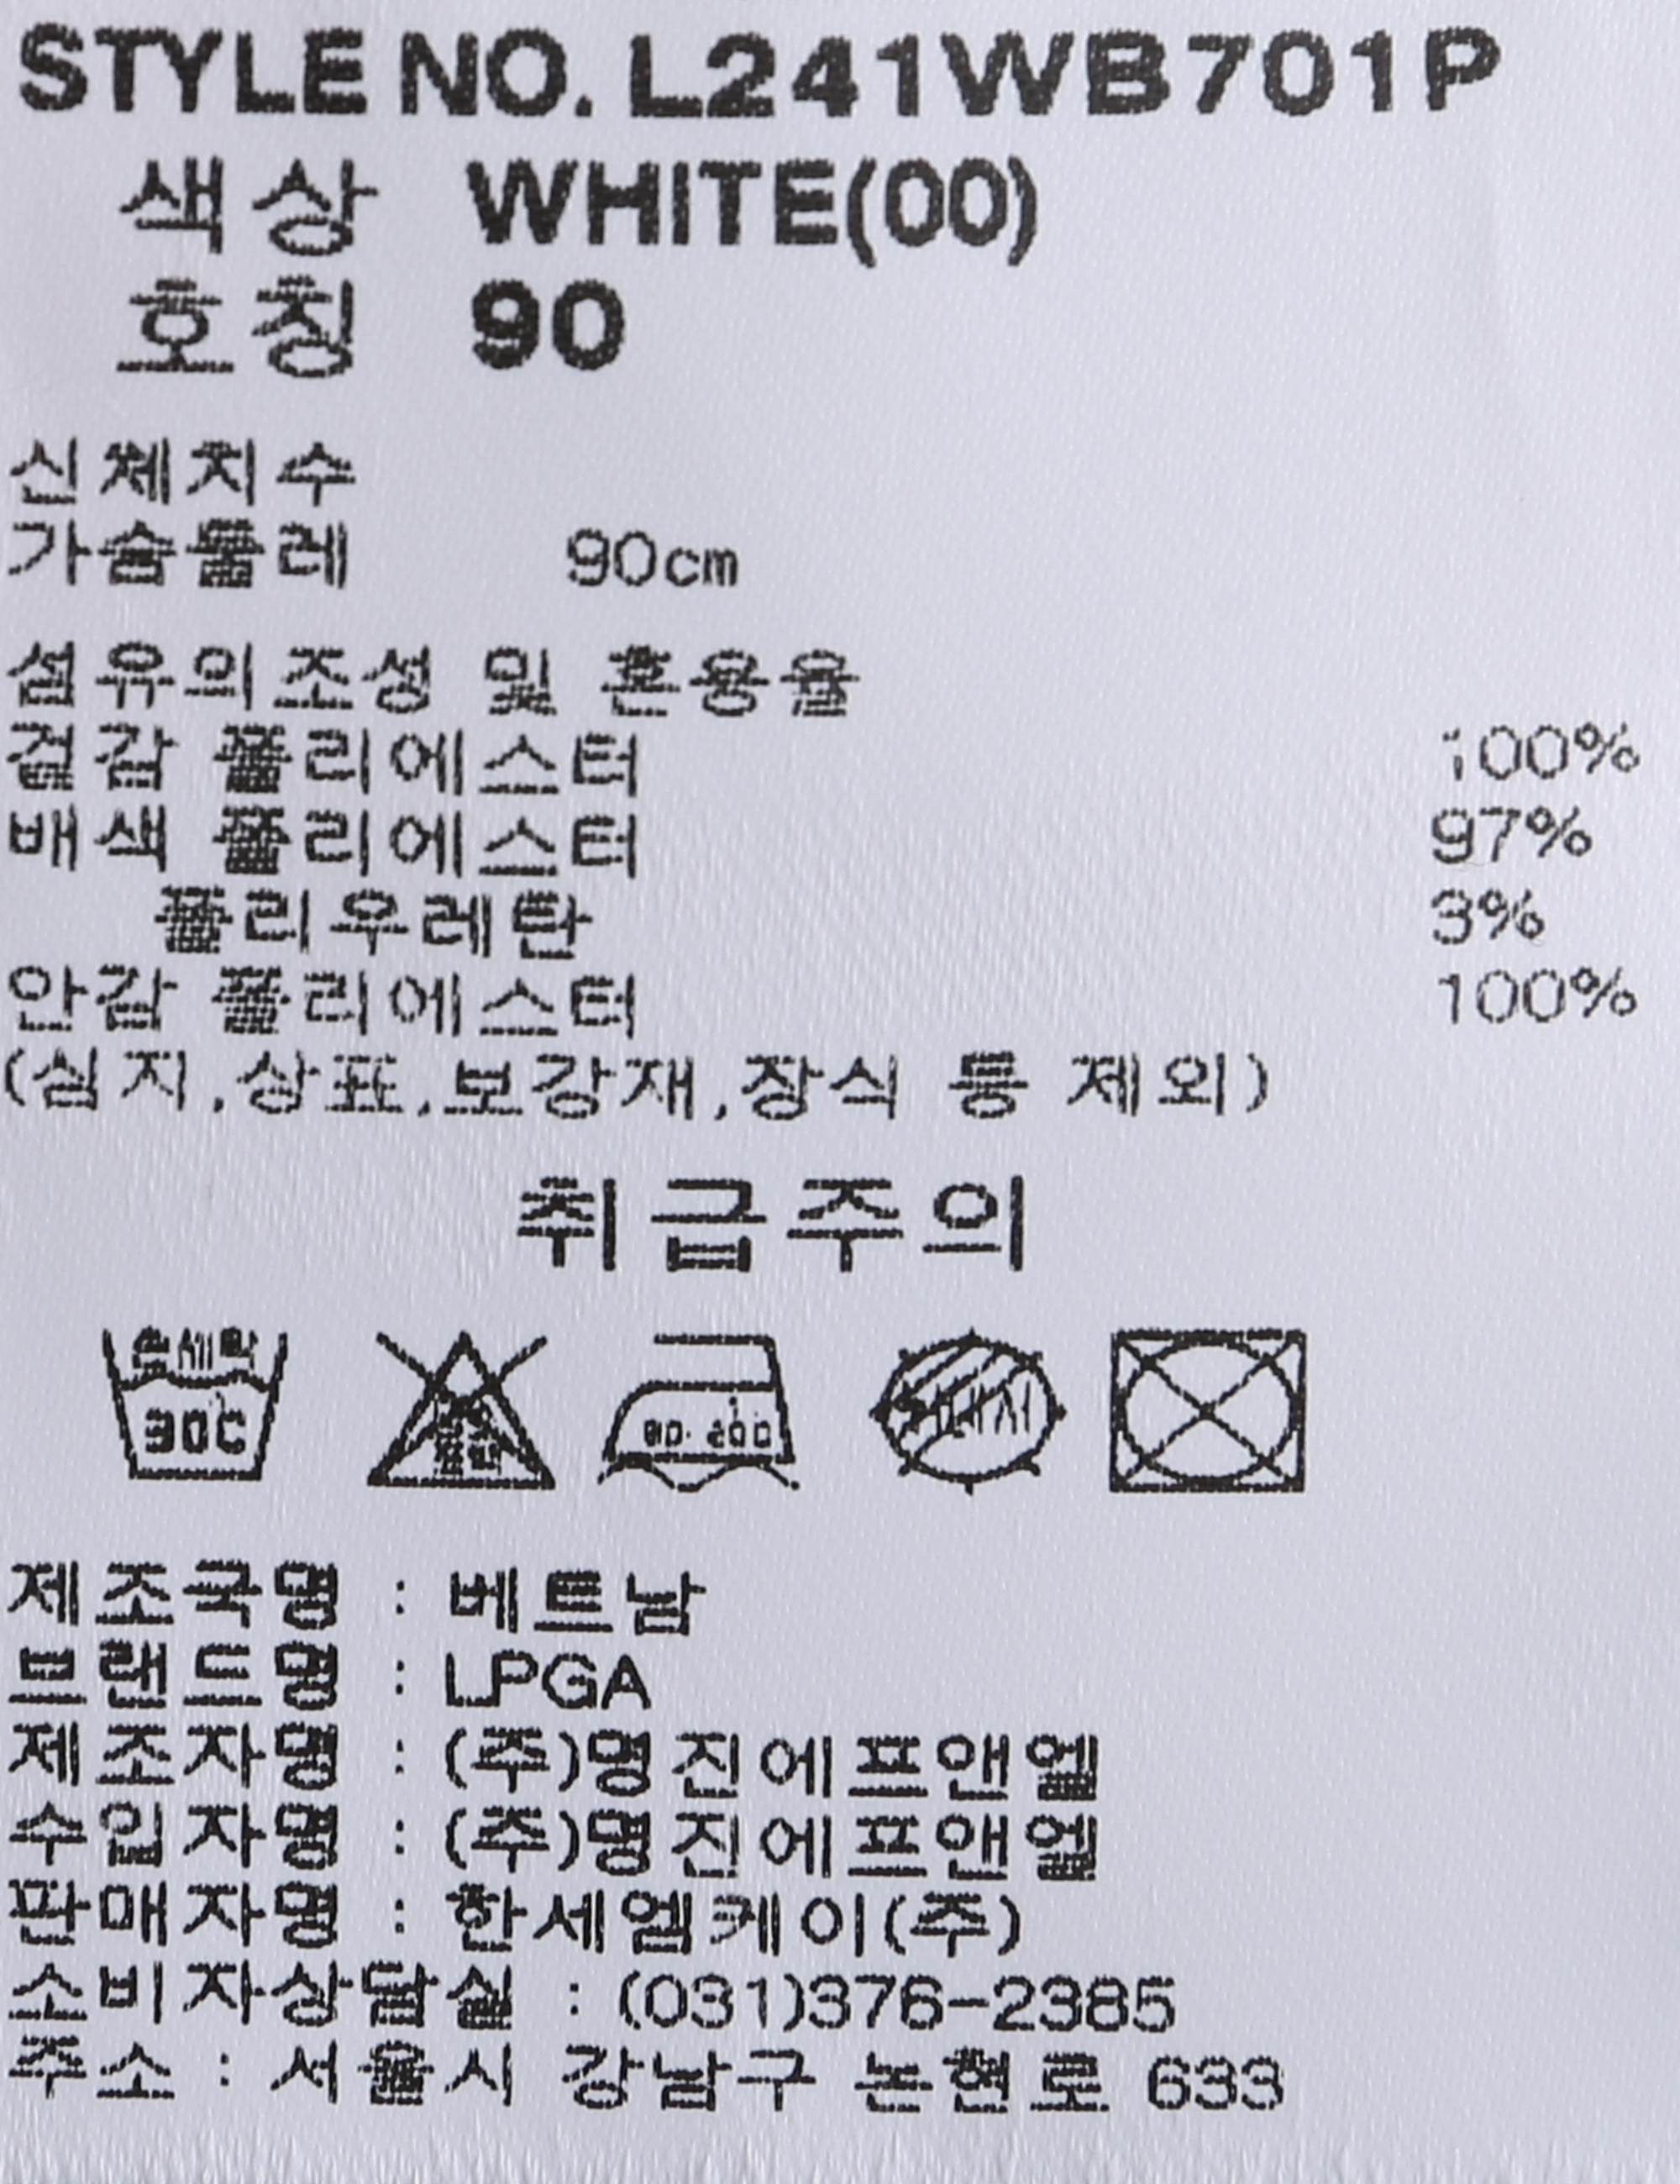 STYLE NO. L241WB701P
색상 WHITE(00)
호칭 90
신체치수
가슴둘레 90cm
섬유의조성 및 혼용율
겉감 폴리에스터 100%
배색 폴리에스터 97%
폴리우레탄 3%
안감 폴리에스터 100%
(심지,상표,보강재,장식 등 제외)
취급주의
손세탁
30C
제조국명 : 베트남
브랜드명 : LPGA
제조자명 : (주)명진에프앤엘
수입자명 : (주)명진에프앤엘
판매자명 : 한세엠케이(주)
소비자상담실 : (031)376-2385
주소 : 서울시 강남구 논현로 633